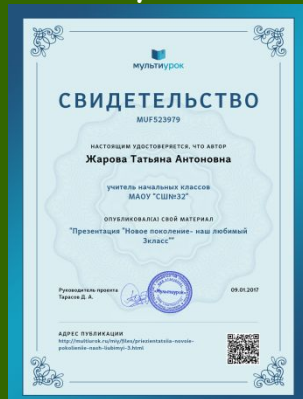 мультиурок
СВИДЕТЕЛЬСТВО
MUF523979
НАСТОЯЩИМ УДОСТОВЕРЯЕТСЯ, ЧТО АВТОР
Жарова Татьяна Антоновна
учитель начальных классов
МАОУ "СШ№32"
ОПУБЛИКОВАЛ(А) СВОЙ МАТЕРИАЛ
"Презентация "Новое поколение- наш любимый
3класс""
Руководитель проекта
Тарасов Д. А.
«Мультиурок»
09.01.2017
АДРЕС ПУБЛИКАЦИИ